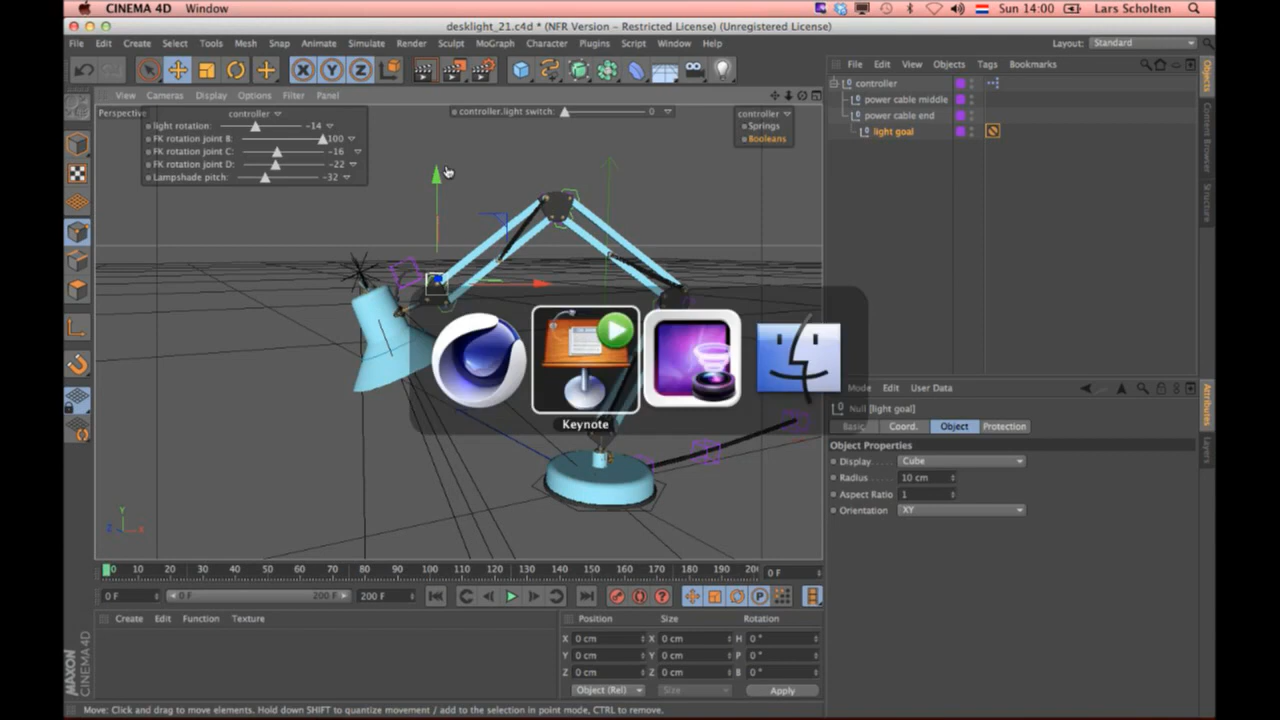 CINEMA 4D Window Sun 14:00 Lars Scholten
desklight_21.c4d * (NFR Version - Restricted License) (Unregistered License)
File Edit Create Select Tools Mesh Snap Animate Simulate Render Sculpt MoGraph Character Plugins Script Window Help Layout: Standard
File Edit View Objects Tags Bookmarks
View Cameras Display Options Filter Panel
Perspective
controller
light rotation: -14
FK rotation joint B: 100
FK rotation joint C: -16
FK rotation joint D: -22
Lampshade pitch: -32
controller.light switch: 0
controller
Springs
Booleans
controller
power cable middle
power cable end
light goal
Objects
Content Browser
Structure
Keynote
Mode Edit User Data
Null [light goal]
Basic Coord. Object Protection
Object Properties
Display Cube
Radius 10 cm
Aspect Ratio 1
Orientation XY
Attributes
Layers
Y
Z X
0 10 20 30 40 50 60 70 80 90 100 110 120 130 140 150 160 170 180 190 20 0 F
0 F 0 F 200 F 200 F
Create Edit Function Texture
Position Size Rotation
X 0 cm X 0 cm H 0 °
Y 0 cm Y 0 cm P 0 °
Z 0 cm Z 0 cm B 0 °
Object (Rel) Size Apply
MAXON
CINEMA 4D
Move: Click and drag to move elements. Hold down SHIFT to quantize movement / add to the selection in point mode, CTRL to remove.